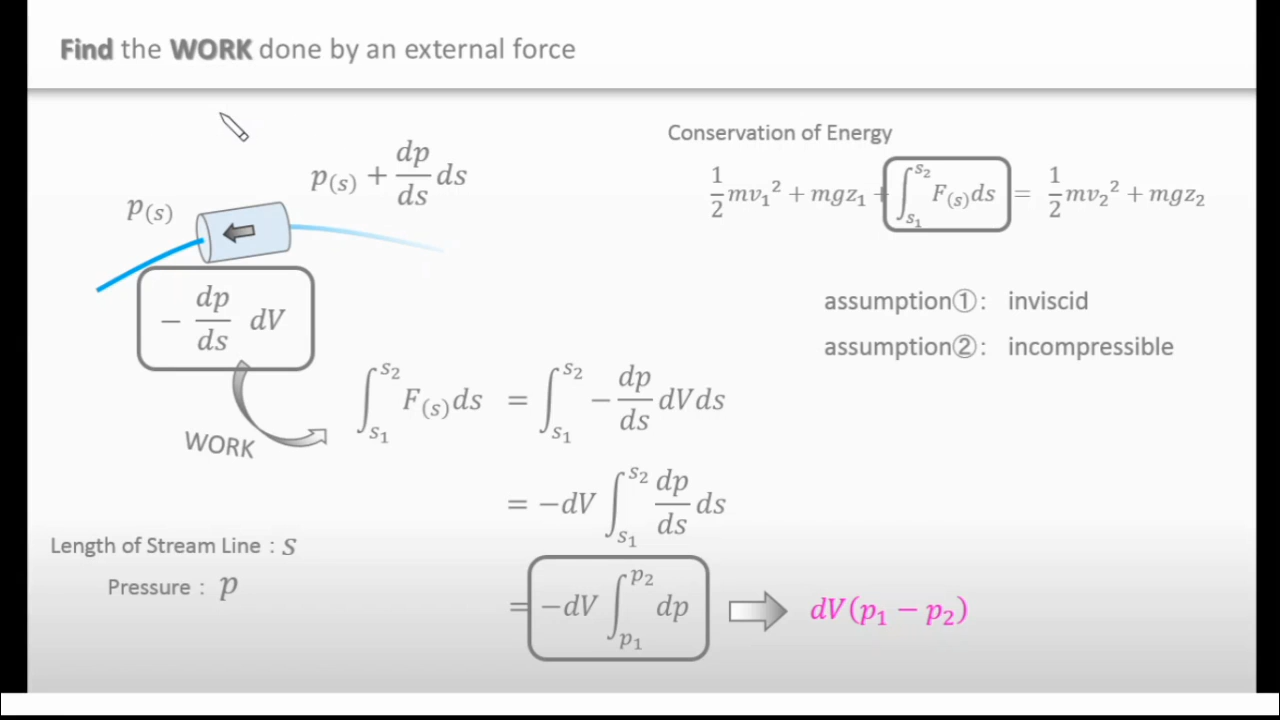 Find the WORK done by an external force
Conservation of Energy
p(s) + dp/ds ds
p(s)
1/2 mv₁² + mgz₁ + ∫_{s₁}^{s₂} F(s)ds = 1/2 mv₂² + mgz₂
− dp/ds dV
assumption①: inviscid
assumption②: incompressible
∫_{s₁}^{s₂} F(s)ds = ∫_{s₁}^{s₂} − dp/ds dVds
WORK
= −dV ∫_{s₁}^{s₂} dp/ds ds
Length of Stream Line : s
Pressure : p
= −dV ∫_{p₁}^{p₂} dp
dV(p₁ − p₂)